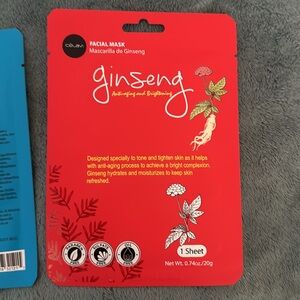 céLavi
FACIAL MASK
Mascarilla de Ginseng
ginseng
Anti-aging and Brightening
Designed specially to tone and tighten skin as it helps
with anti-aging process to achieve a bright complexion.
Ginseng hydrates and moisturizes to keep skin
refreshed.
1 Sheet
Net Wt. 0.74oz./20g